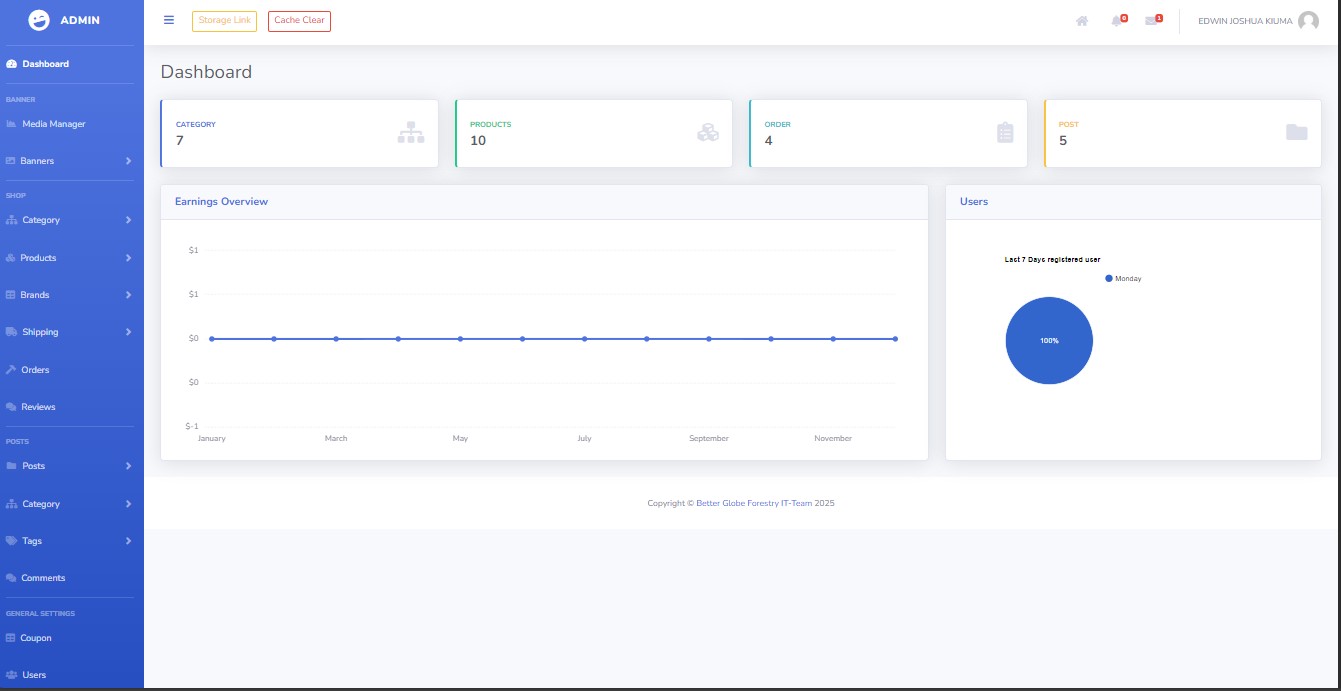 ADMIN
Dashboard
BANNER
Media Manager
Banners
SHOP
Category
Products
Brands
Shipping
Orders
Reviews
POSTS
Posts
Category
Tags
Comments
GENERAL SETTINGS
Coupon
Users
Storage Link
Cache Clear
0
1
EDWIN JOSHUA KIUMA
Dashboard
CATEGORY
7
PRODUCTS
10
ORDER
4
POST
5
Earnings Overview
$1
$1
$0
$0
$-1
January March May July September November
Users
Last 7 Days registered user
Monday
100%
Copyright © Better Globe Forestry IT-Team 2025